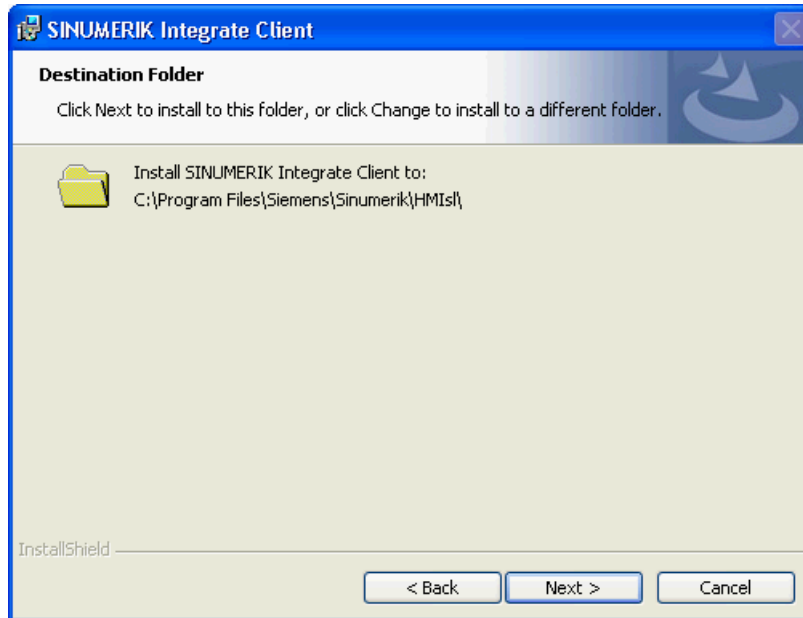 SINUMERIK Integrate Client
Destination Folder
Click Next to install to this folder, or click Change to install to a different folder.
Install SINUMERIK Integrate Client to:
C:\Program Files\Siemens\Sinumerik\HMIsl\
InstallShield
< Back
Next >
Cancel